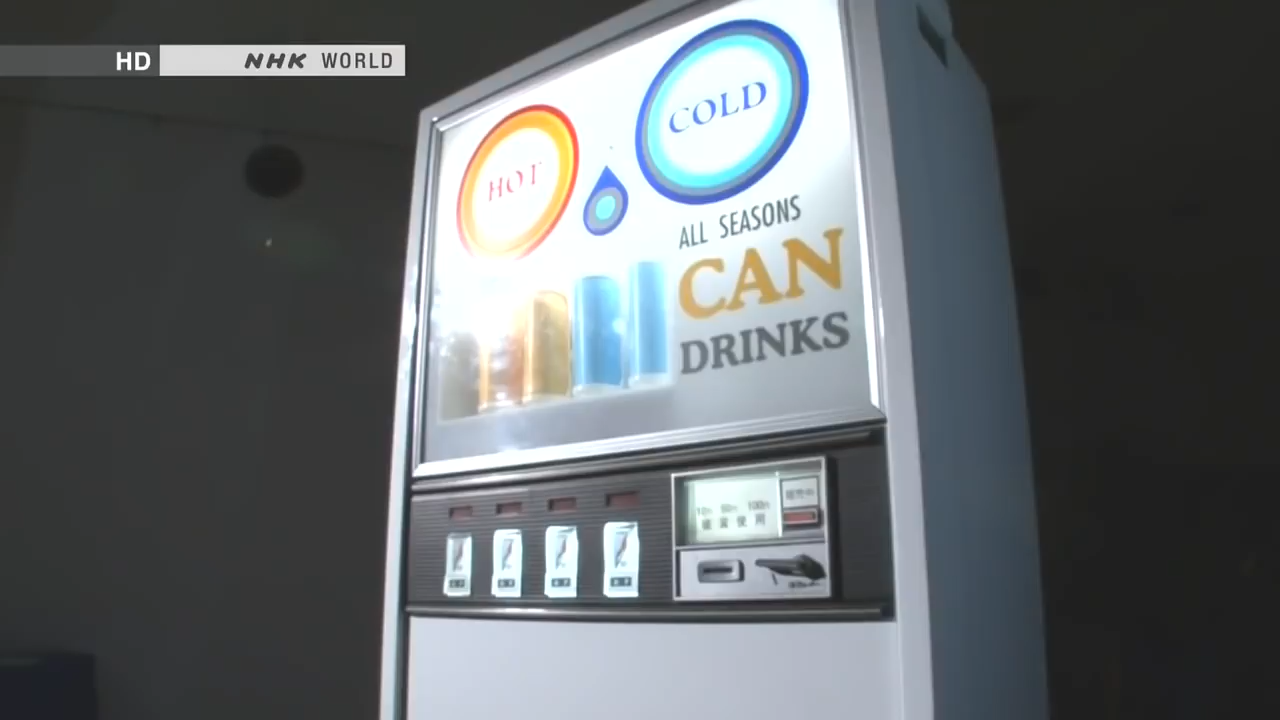 HD NHK WORLD
HOT
COLD
ALL SEASONS
CAN
DRINKS
10円 50円 100円
硬貨使用